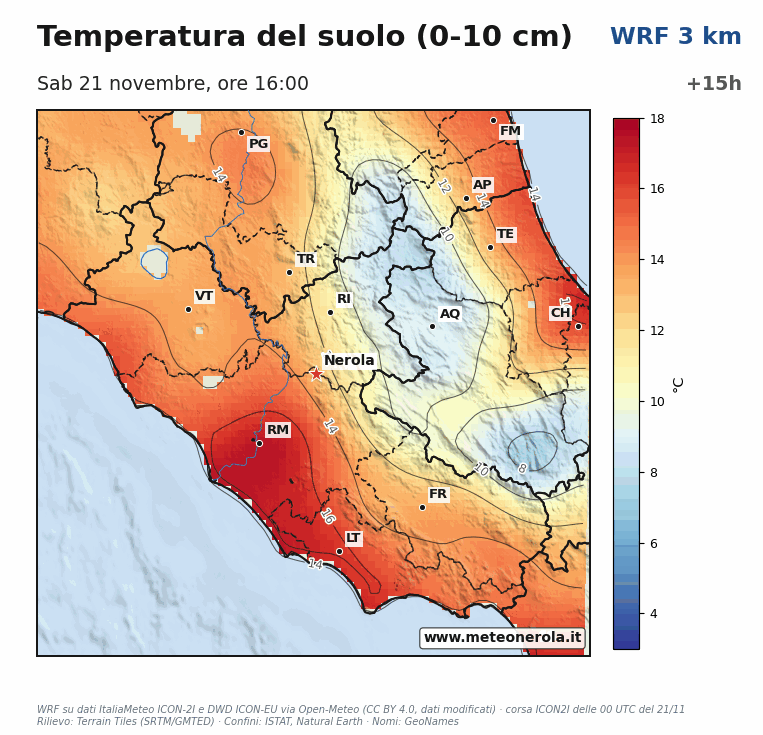 Temperatura del suolo (0-10 cm)
WRF 3 km
Sab 21 novembre, ore 16:00
+15h
FM
PG
14
12
AP
14
14
TE
10
TR
VT
RI
AQ
CH
Nerola
RM
14
10
8
FR
16
LT
14
www.meteonerola.it
18
16
14
12
10
8
6
4
°C
WRF su dati ItaliaMeteo ICON-2I e DWD ICON-EU via Open-Meteo (CC BY 4.0, dati modificati) · corsa ICON2I delle 00 UTC del 21/11
Rilievo: Terrain Tiles (SRTM/GMTED) · Confini: ISTAT, Natural Earth · Nomi: GeoNames